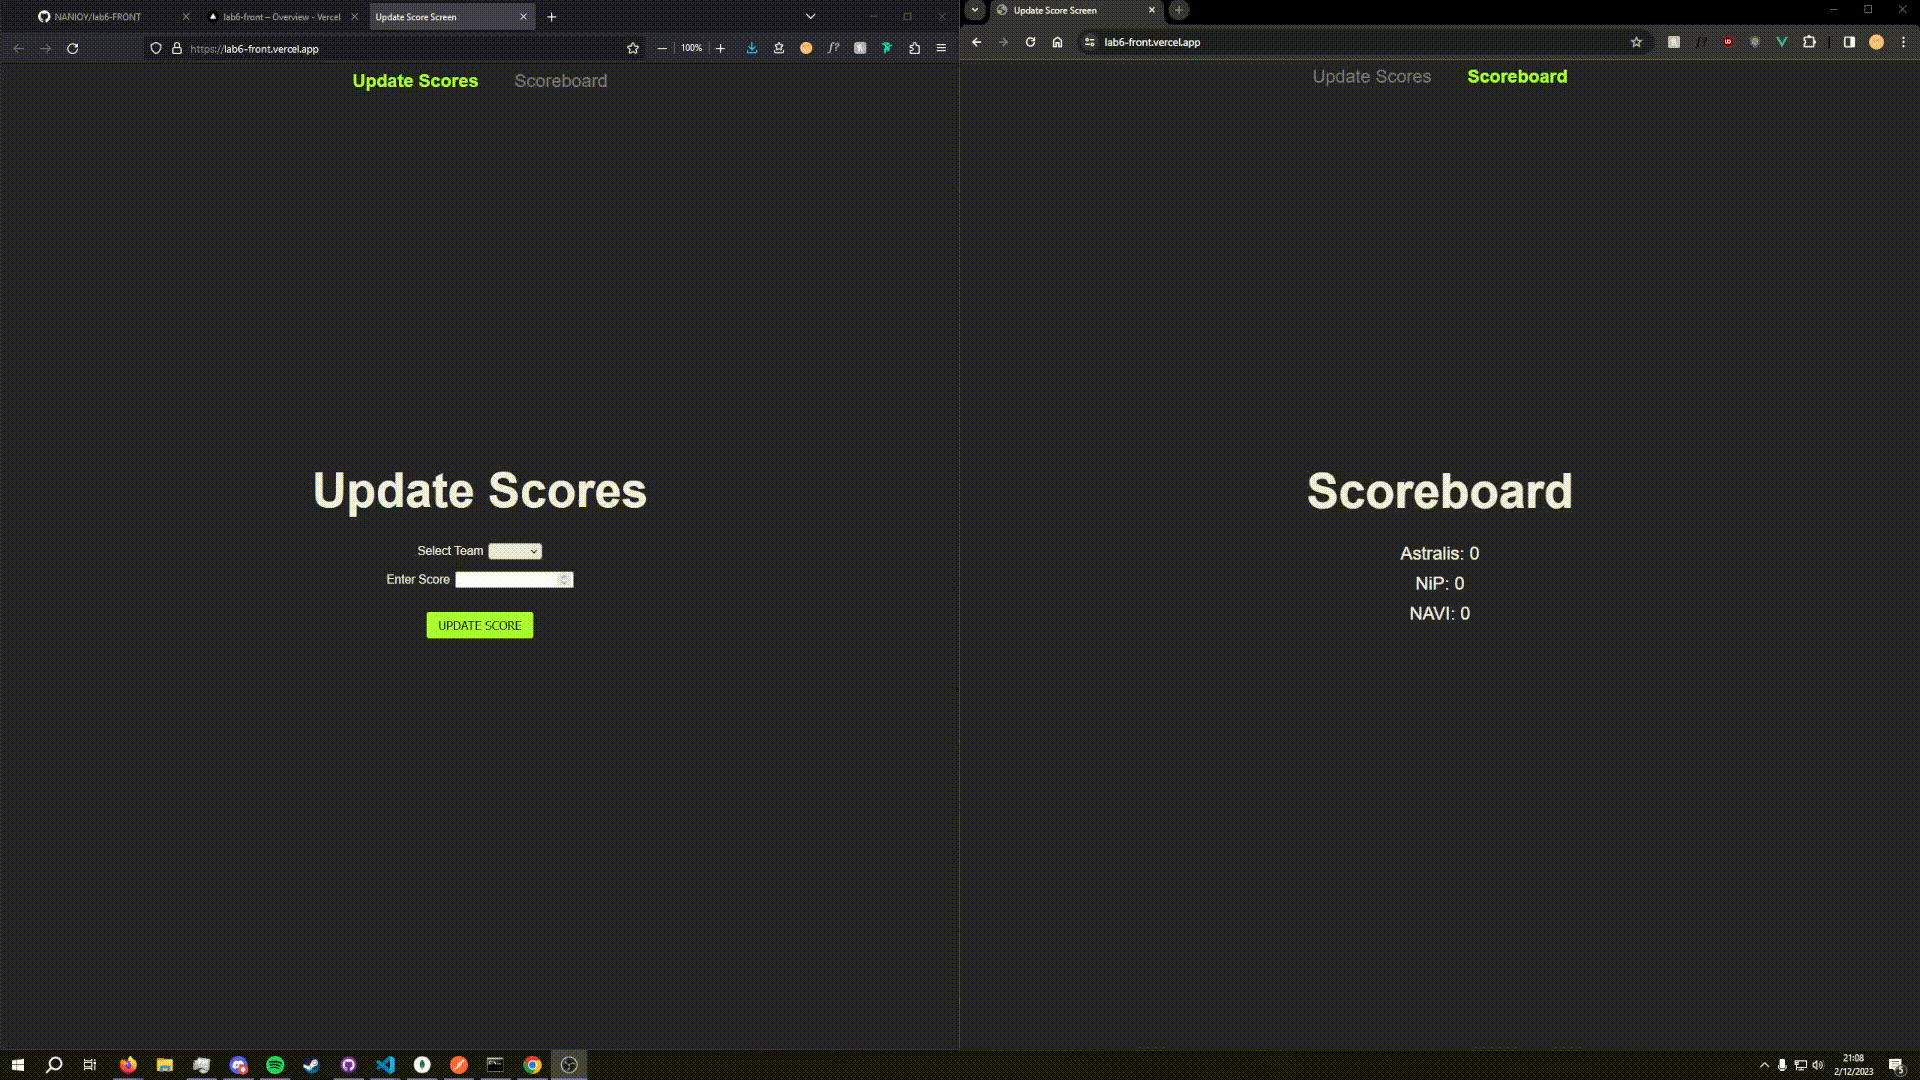 NANIOY/lab6-FRONT
lab6-front – Overview - Vercel
Update Score Screen
https://lab6-front.vercel.app
100%
Update Scores
Scoreboard
Update Scores
Select Team
Enter Score
UPDATE SCORE
Update Score Screen
lab6-front.vercel.app
Update Scores
Scoreboard
Scoreboard
Astralis: 0
NiP: 0
NAVI: 0
21:08
2/12/2023
5